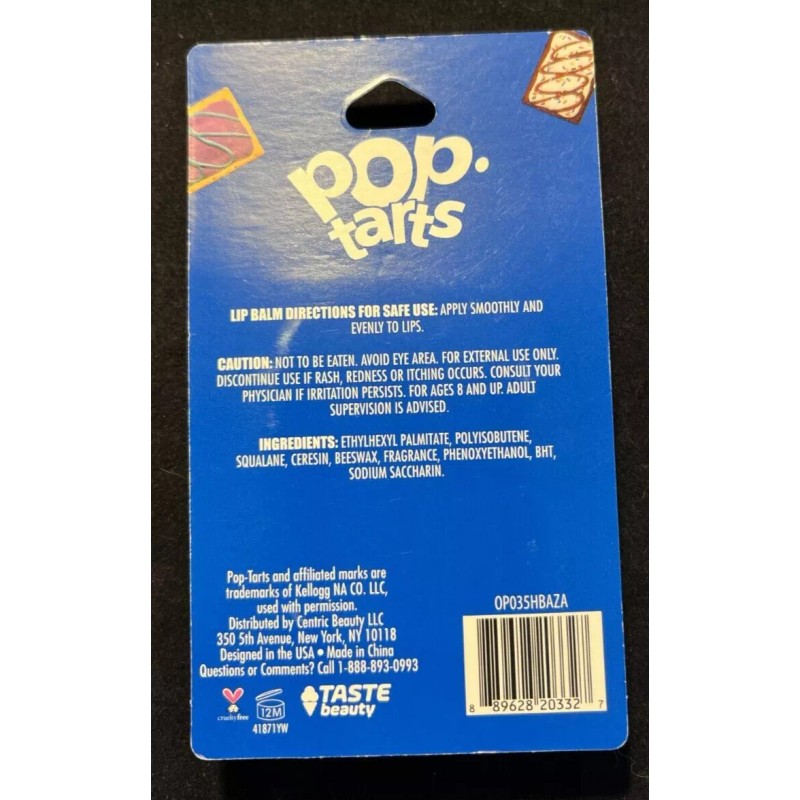 pop.
tarts
LIP BALM DIRECTIONS FOR SAFE USE: APPLY SMOOTHLY AND
EVENLY TO LIPS.
CAUTION: NOT TO BE EATEN. AVOID EYE AREA. FOR EXTERNAL USE ONLY.
DISCONTINUE USE IF RASH, REDNESS OR ITCHING OCCURS. CONSULT YOUR
PHYSICIAN IF IRRITATION PERSISTS. FOR AGES 8 AND UP. ADULT
SUPERVISION IS ADVISED.
INGREDIENTS: ETHYLHEXYL PALMITATE, POLYISOBUTENE,
SQUALANE, CERESIN, BEESWAX, FRAGRANCE, PHENOXYETHANOL, BHT,
SODIUM SACCHARIN.
Pop-Tarts and affiliated marks are
trademarks of Kellogg NA CO. LLC,
used with permission.
Distributed by Centric Beauty LLC
350 5th Avenue, New York, NY 10118
Designed in the USA • Made in China
Questions or Comments? Call 1-888-893-0993
crueltyfree
12M
41871YW
TASTE
beauty
OP035HBAZA
8 89628 20332 7